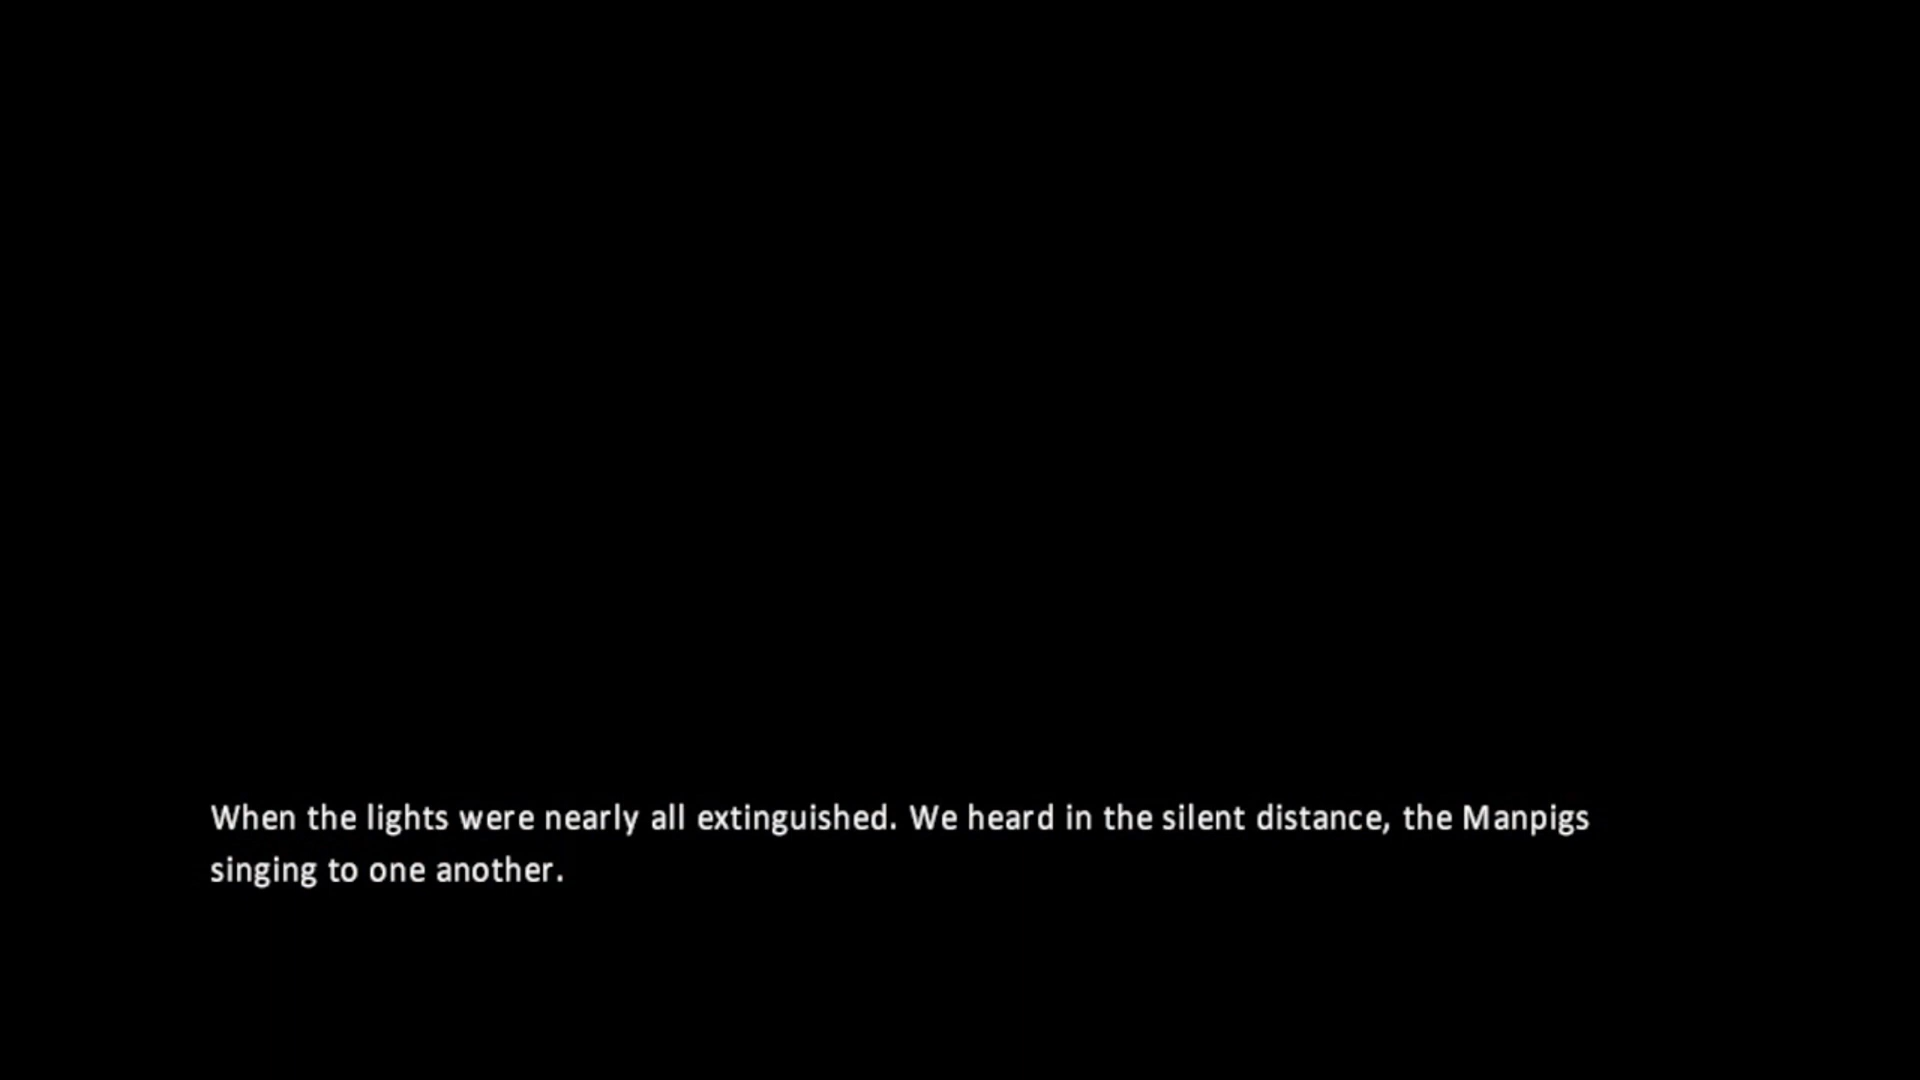 When the lights were nearly all extinguished. We heard in the silent distance, the Manpigs
singing to one another.